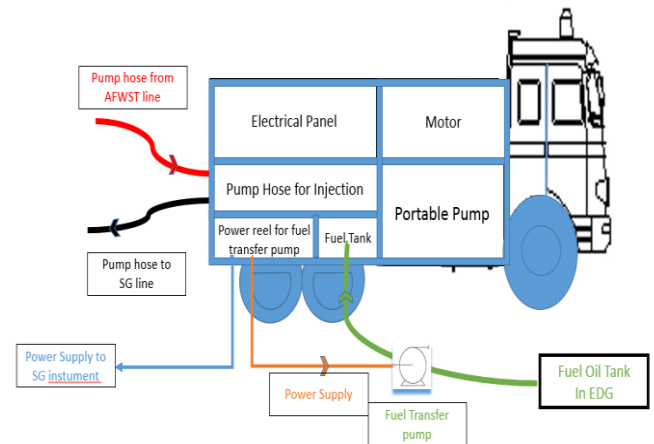 Pump hose from
AFWST line
Electrical Panel
Motor
Pump Hose for Injection
Portable Pump
Power reel for fuel
transfer pump
Fuel Tank
Pump hose to
SG line
Power Supply to
SG instument
Power Supply
Fuel Transfer
pump
Fuel Oil Tank
In EDG